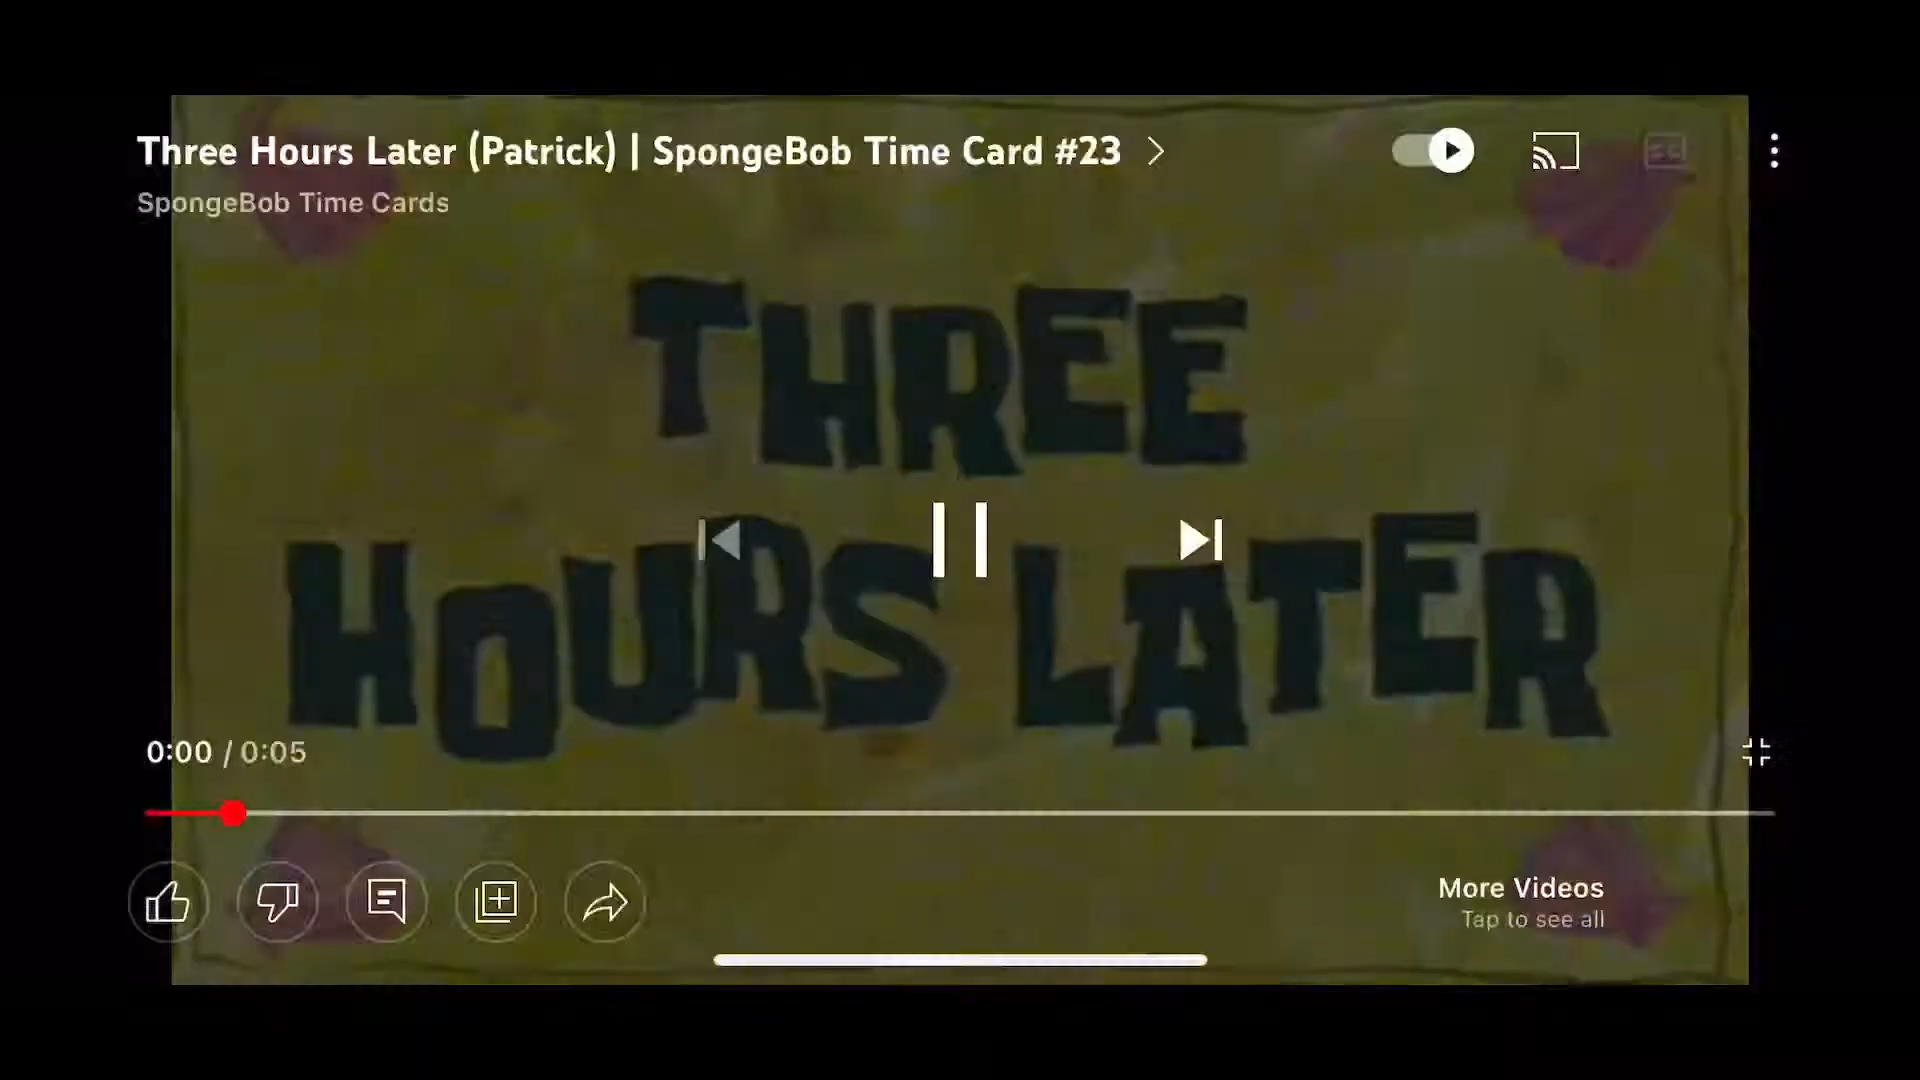 Three Hours Later (Patrick) | SpongeBob Time Card #23
SpongeBob Time Cards
THREE
HOURS LATER
0:00 / 0:05
More Videos
Tap to see all